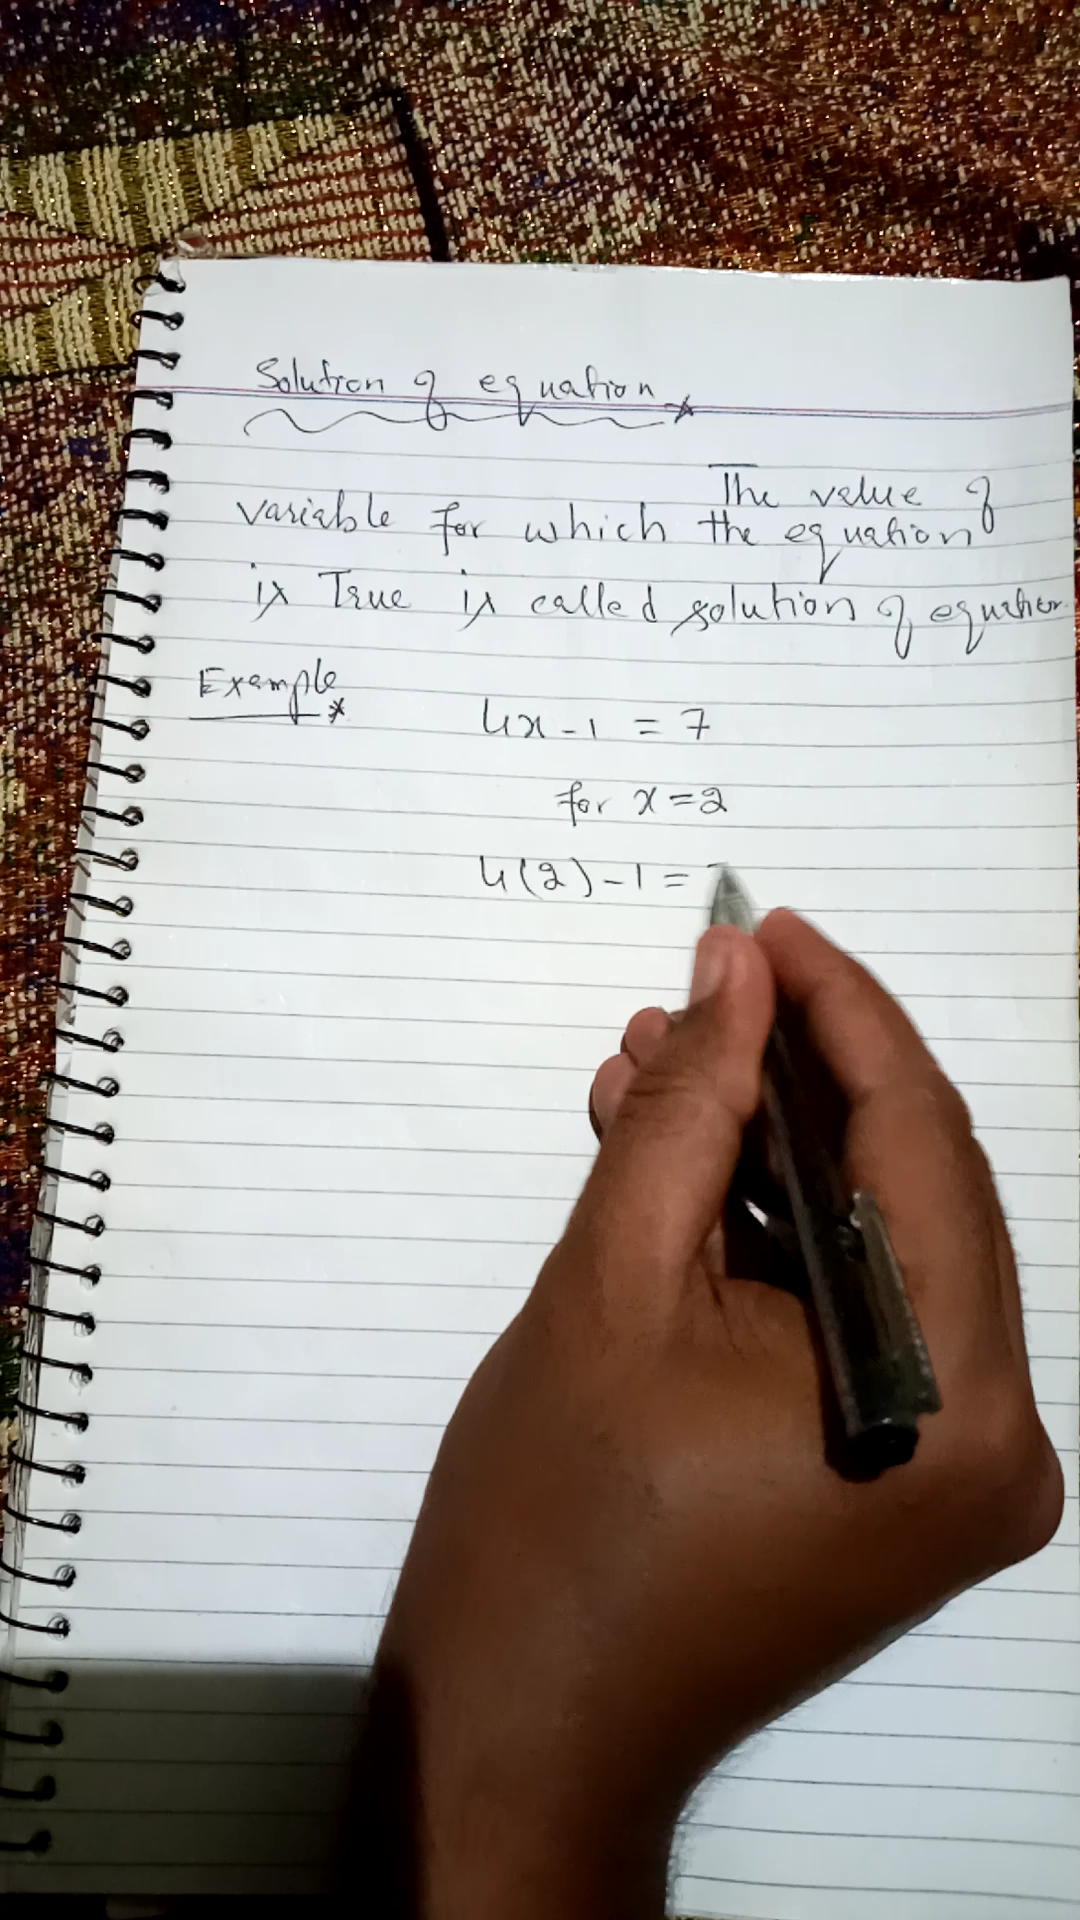 Solution of equation
The value of
variable for which the equation
is True is called solution of equation.
Example
4x - 1 = 7
for x = 2
4(2) - 1 =